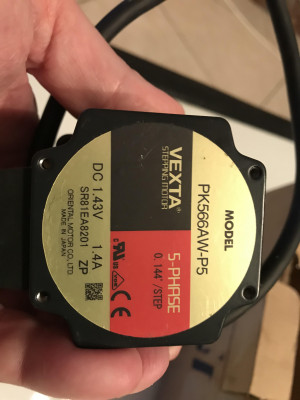 MODEL
PK566AW-P5
VEXTA®
STEPPING MOTOR
5-PHASE
0.144°/STEP
DC 1.43V 1.4A
SR81EA8201 ZP
ORIENTAL MOTOR CO.,LTD.
MADE IN JAPAN
CE